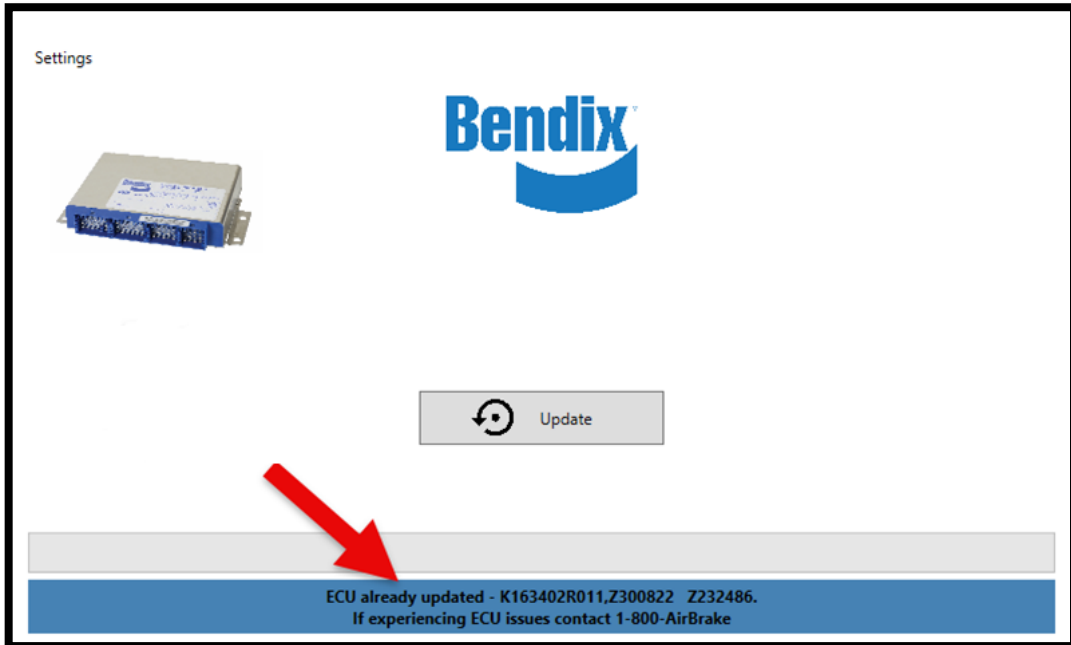 Settings
Bendix
Update
ECU already updated - K163402R011,Z300822 Z232486.
If experiencing ECU issues contact 1-800-AirBrake